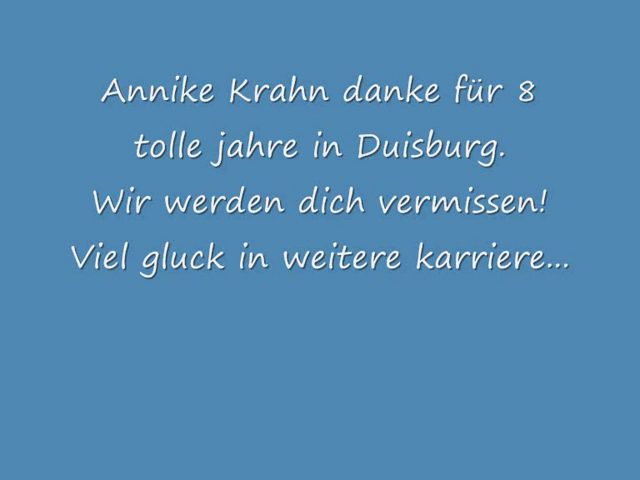 Annike Krahn danke für 8
tolle jahre in Duisburg.
Wir werden dich vermissen!
Viel gluck in weitere karriere...